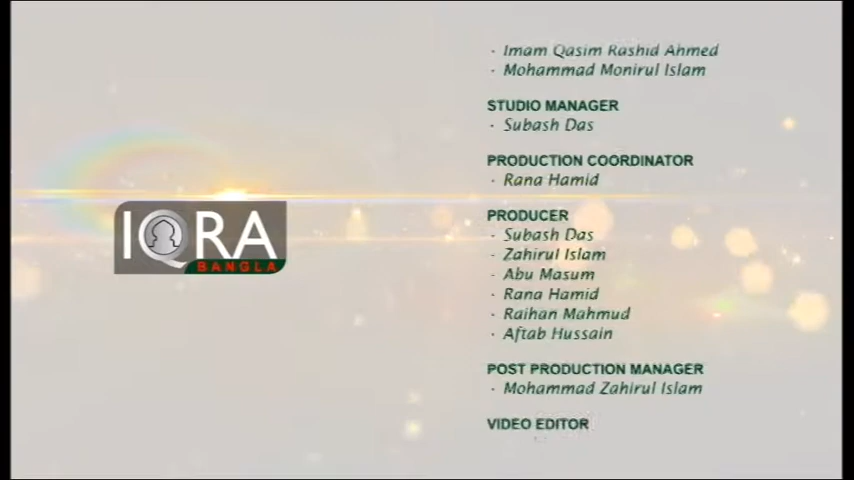 IQRA
BANGLA
· Imam Qasim Rashid Ahmed
· Mohammad Monirul Islam
STUDIO MANAGER
· Subash Das
PRODUCTION COORDINATOR
· Rana Hamid
PRODUCER
· Subash Das
· Zahirul Islam
· Abu Masum
· Rana Hamid
· Raihan Mahmud
· Aftab Hussain
POST PRODUCTION MANAGER
· Mohammad Zahirul Islam
VIDEO EDITOR